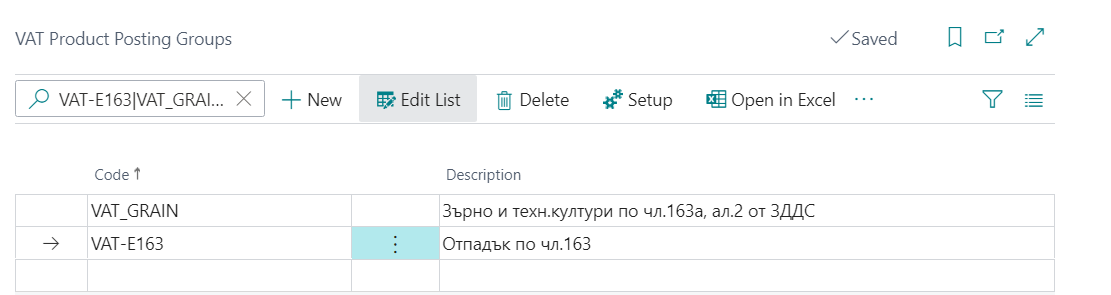 VAT Product Posting Groups
Saved
VAT-E163|VAT_GRAI... New Edit List Delete Setup Open in Excel ...
Code ↑ Description
VAT_GRAIN Зърно и техн.култури по чл.163а, ал.2 от ЗДДС
VAT-E163 Отпадък по чл.163